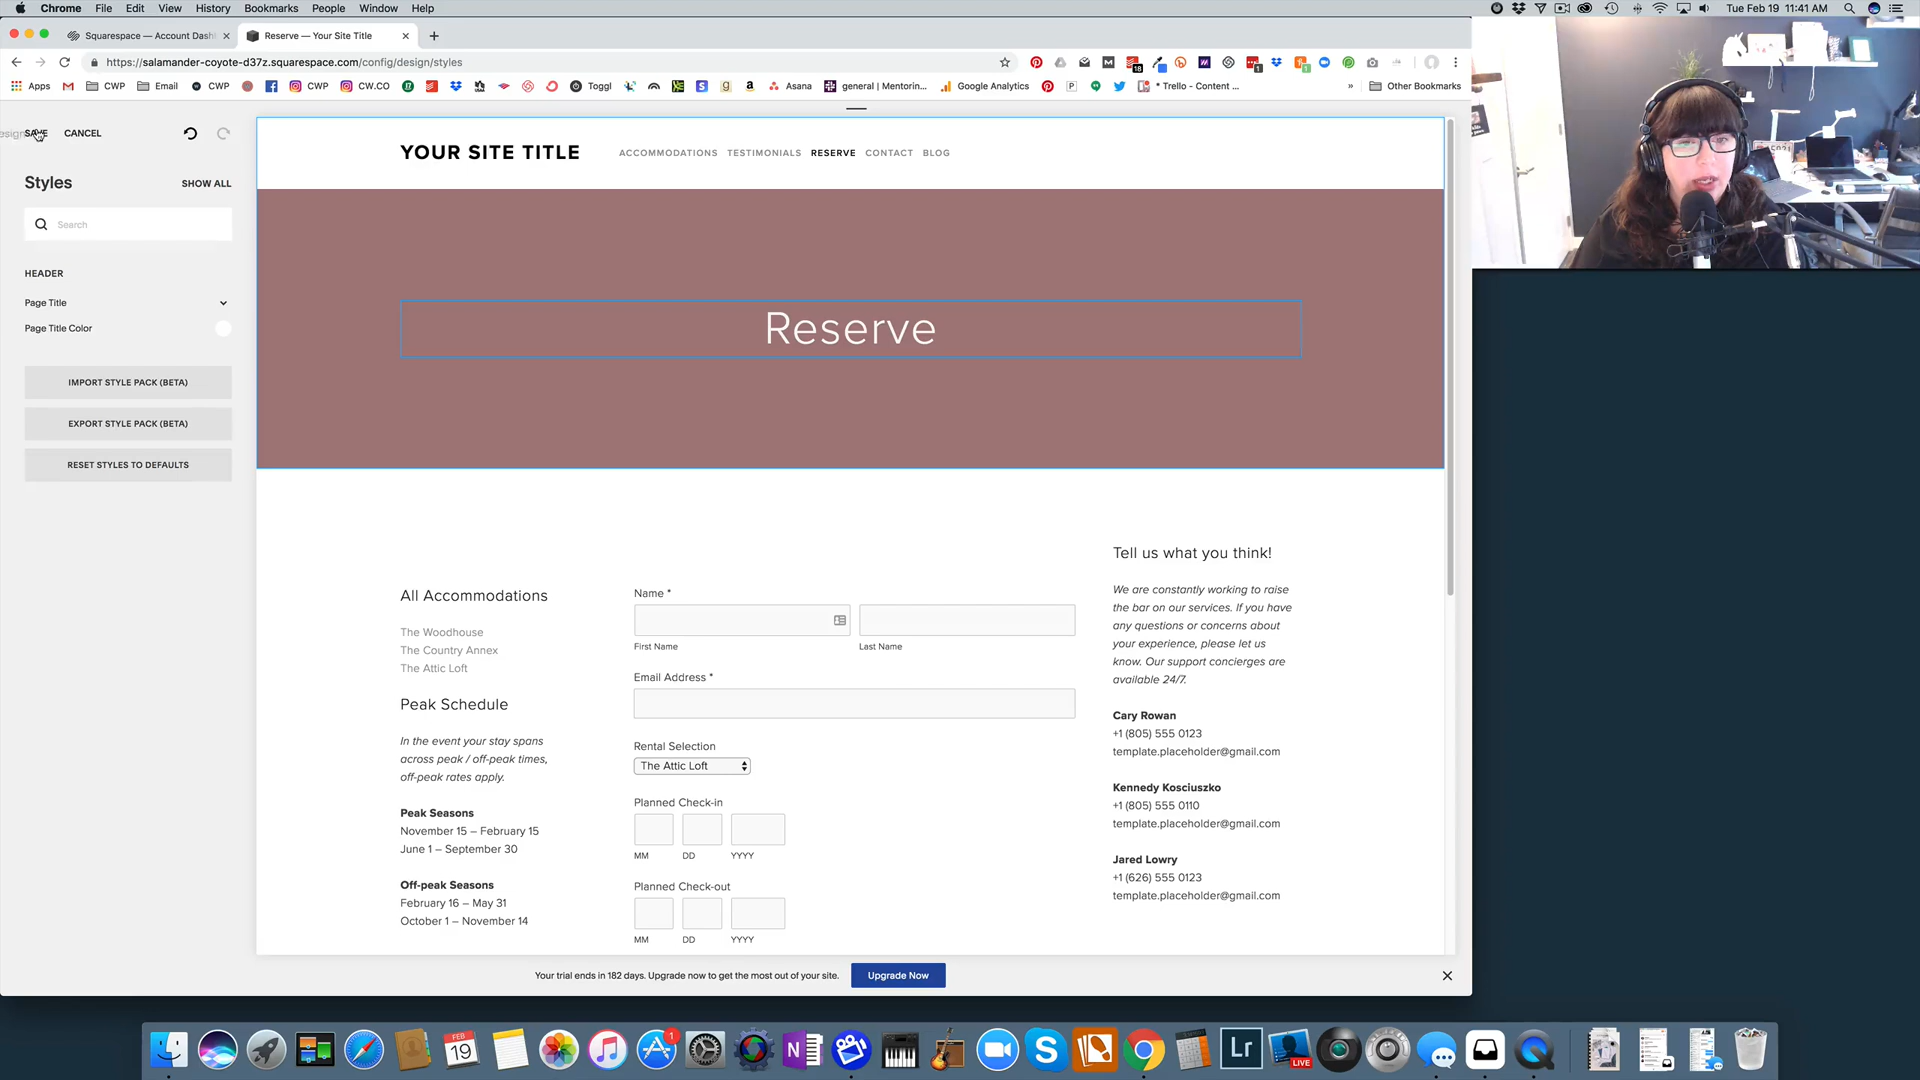 Chrome File Edit View History Bookmarks People Window Help
Tue Feb 19 11:41 AM
Squarespace — Account Dash
Reserve — Your Site Title
https://salamander-coyote-d37z.squarespace.com/config/design/styles
Apps CWP Email CWP CWP CW.CO Toggl Asana general | Mentorin... Google Analytics * Trello - Content ... » Other Bookmarks
SAVE CANCEL
Styles SHOW ALL
Search
HEADER
Page Title
Page Title Color
IMPORT STYLE PACK (BETA)
EXPORT STYLE PACK (BETA)
RESET STYLES TO DEFAULTS
YOUR SITE TITLE ACCOMMODATIONS TESTIMONIALS RESERVE CONTACT BLOG
Reserve
All Accommodations
The Woodhouse
The Country Annex
The Attic Loft
Peak Schedule
In the event your stay spans
across peak / off-peak times,
off-peak rates apply.
Peak Seasons
November 15 – February 15
June 1 – September 30
Off-peak Seasons
February 16 – May 31
October 1 – November 14
Name *
First Name Last Name
Email Address *
Rental Selection
The Attic Loft
Planned Check-in
MM DD YYYY
Planned Check-out
MM DD YYYY
Tell us what you think!
We are constantly working to raise
the bar on our services. If you have
any questions or concerns about
your experience, please let us
know. Our support concierges are
available 24/7.
Cary Rowan
+1 (805) 555 0123
template.placeholder@gmail.com
Kennedy Kosciuszko
+1 (805) 555 0110
template.placeholder@gmail.com
Jared Lowry
+1 (626) 555 0123
template.placeholder@gmail.com
Your trial ends in 182 days. Upgrade now to get the most out of your site. Upgrade Now
FEB
19
1
N
S
Lr
LIVE